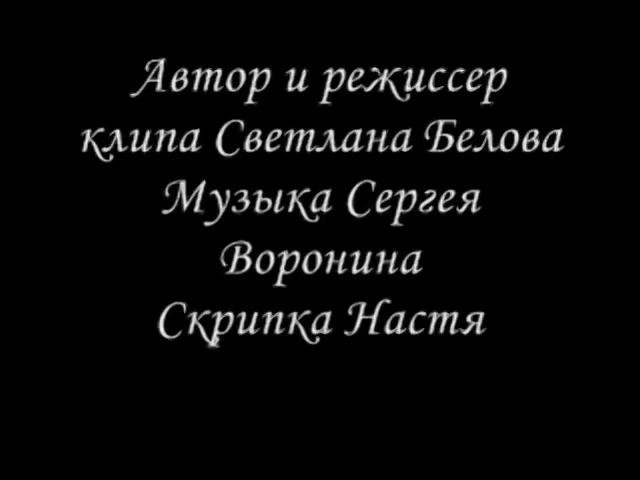 Автор и режиссер
клипа Светлана Белова
Музыка Сергея
Воронина
Скрипка Настя